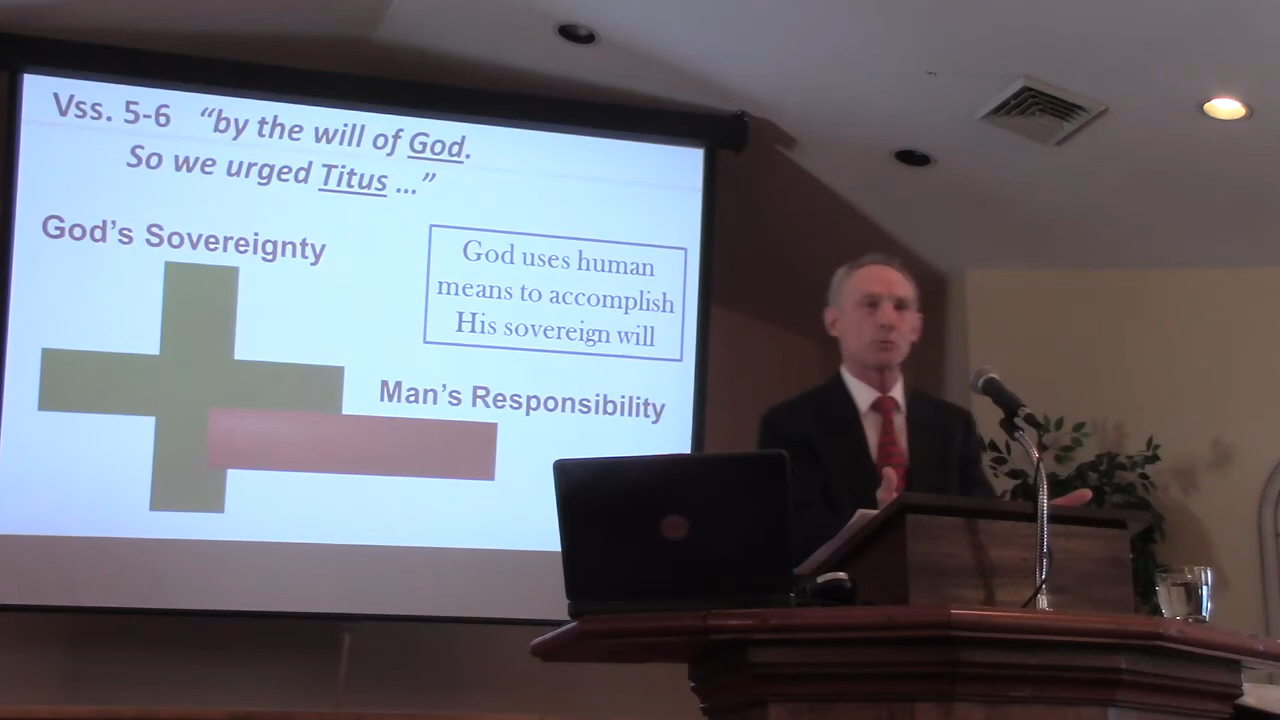 Vss. 5-6 “by the will of God.
So we urged Titus ...”
God's Sovereignty
God uses human
means to accomplish
His sovereign will
Man's Responsibility